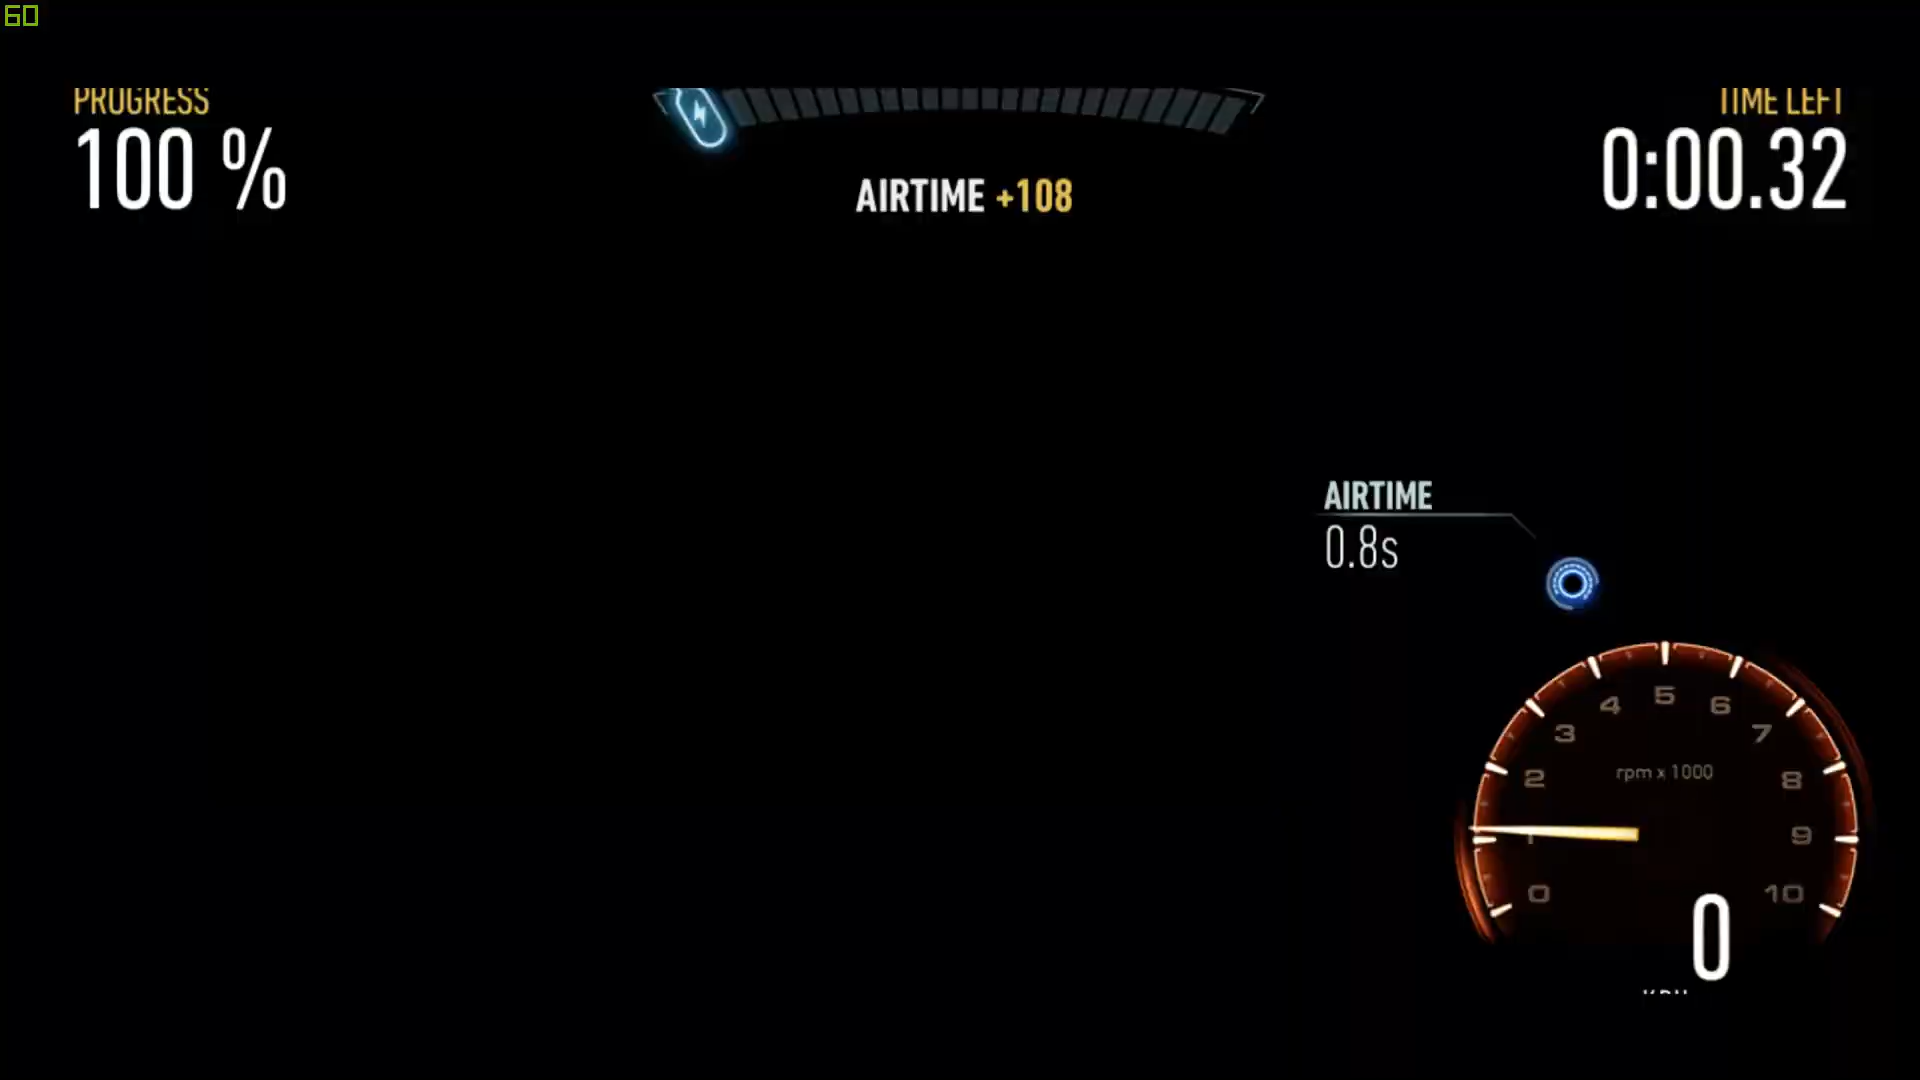 60
PROGRESS
100 %
AIRTIME +108
TIME LEFT
0:00.32
AIRTIME
0.8s
0 1 2 3 4 5 6 7 8 9 10
rpm x 1000
0
KPH